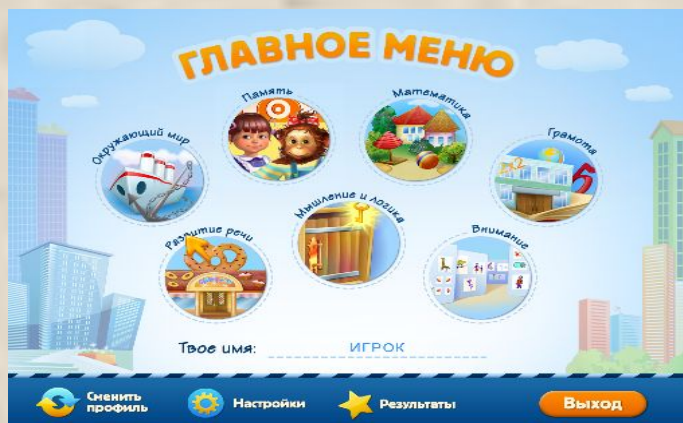 ГЛАВНОЕ МЕНЮ
Память
Математика
Окружающий мир
Грамота
Мышление и логика
Развитие речи
Внимание
Твое имя: ИГРОК
Сменить
профиль
Настройки
Результаты
Выход